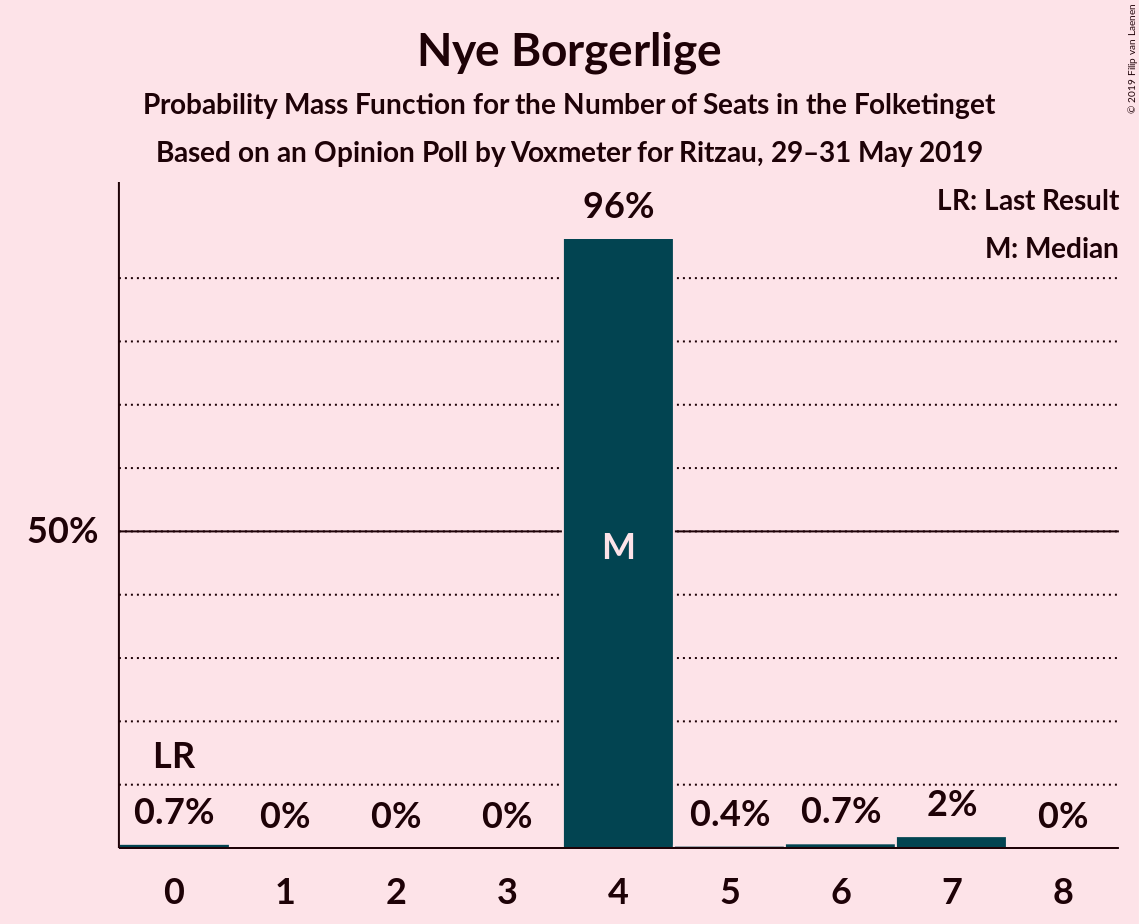 Nye Borgerlige
Probability Mass Function for the Number of Seats in the Folketinget
Based on an Opinion Poll by Voxmeter for Ritzau, 29–31 May 2019
© 2019 Filip van Laenen
LR: Last Result
M: Median
96%
50%
M
LR
0.7%
0%
0%
0%
0.4%
0.7%
2%
0%
0
1
2
3
4
5
6
7
8